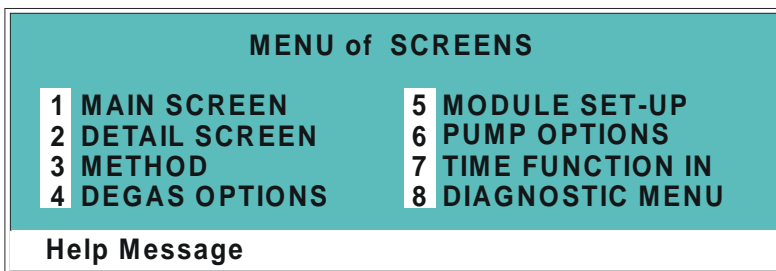 MENU of SCREENS
1 MAIN SCREEN
2 DETAIL SCREEN
3 METHOD
4 DEGAS OPTIONS
5 MODULE SET-UP
6 PUMP OPTIONS
7 TIME FUNCTION IN
8 DIAGNOSTIC MENU
Help Message